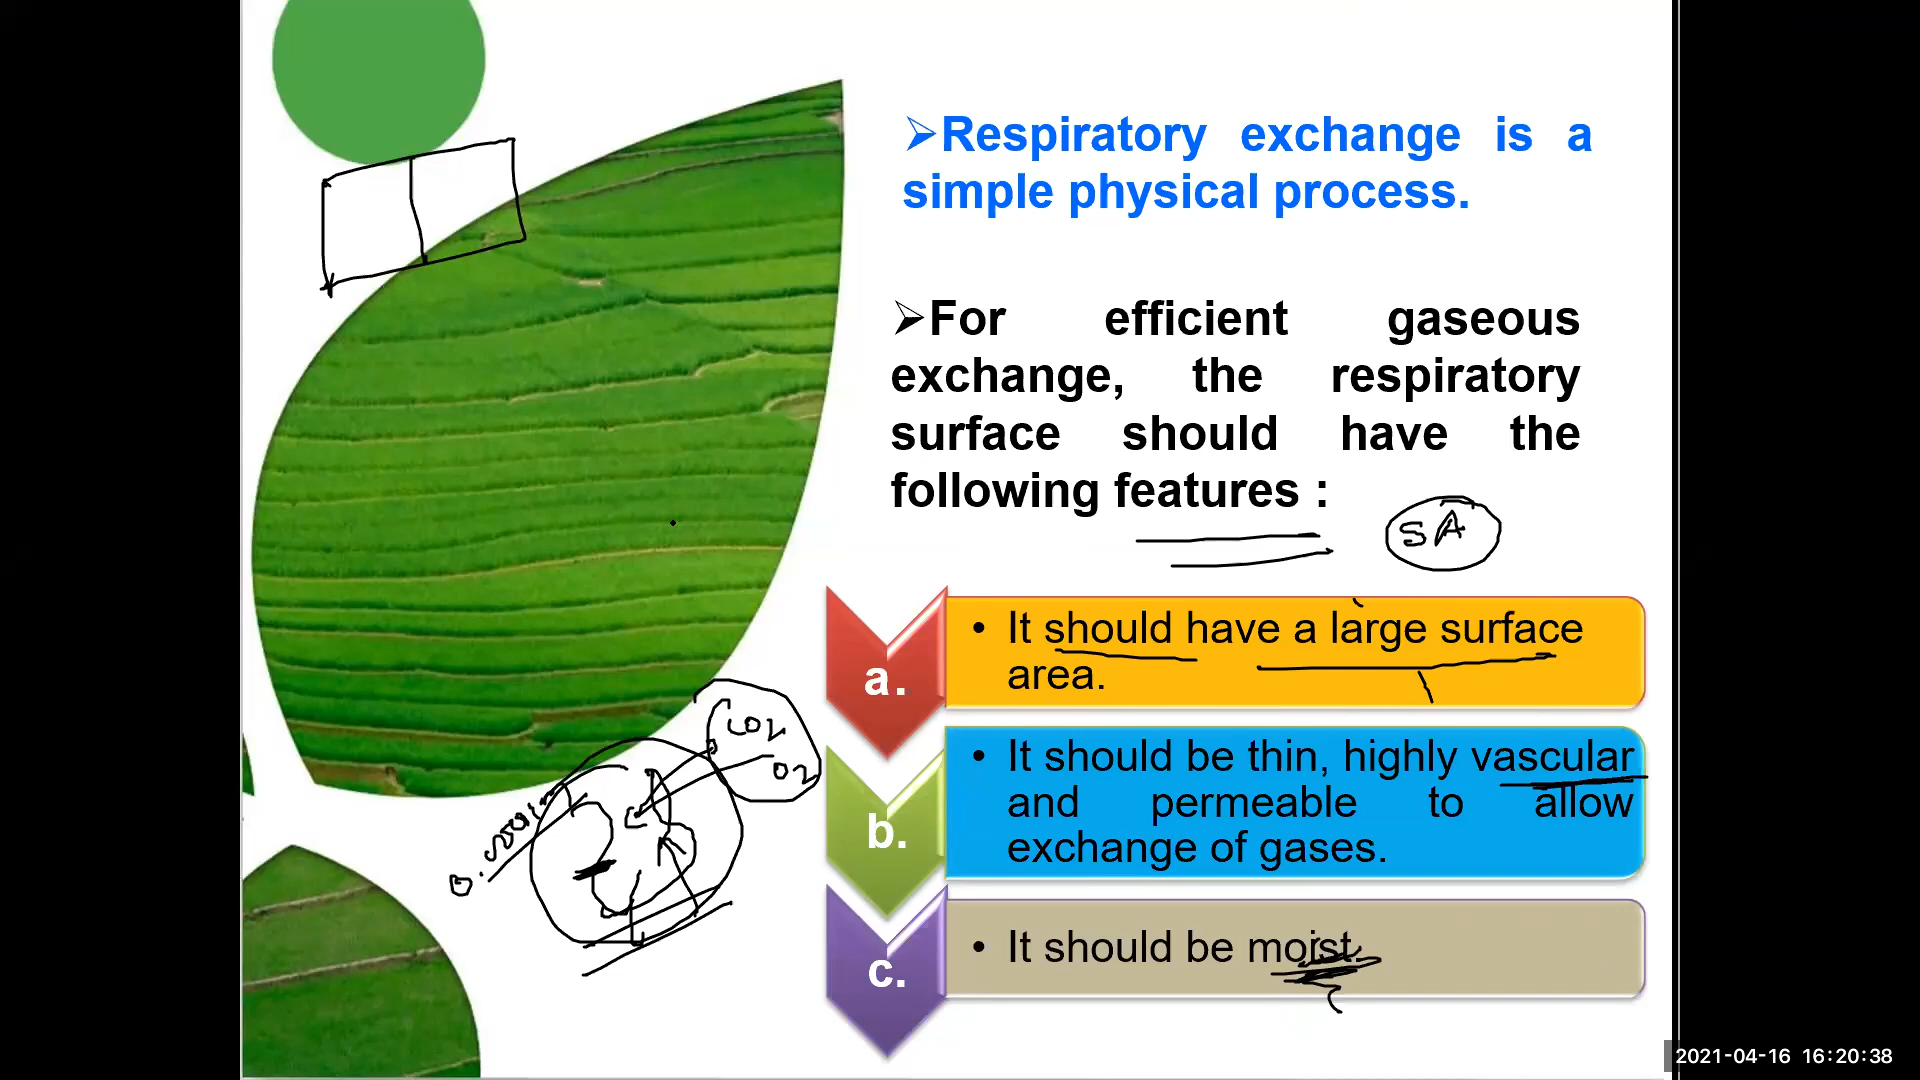 ➢Respiratory exchange is a
simple physical process.
➢For efficient gaseous
exchange, the respiratory
surface should have the
following features :
SA
a.
• It should have a large surface
area.
b.
• It should be thin, highly vascular
and permeable to allow
exchange of gases.
c.
• It should be moist.
CO2
O2
2021-04-16 16:20:38